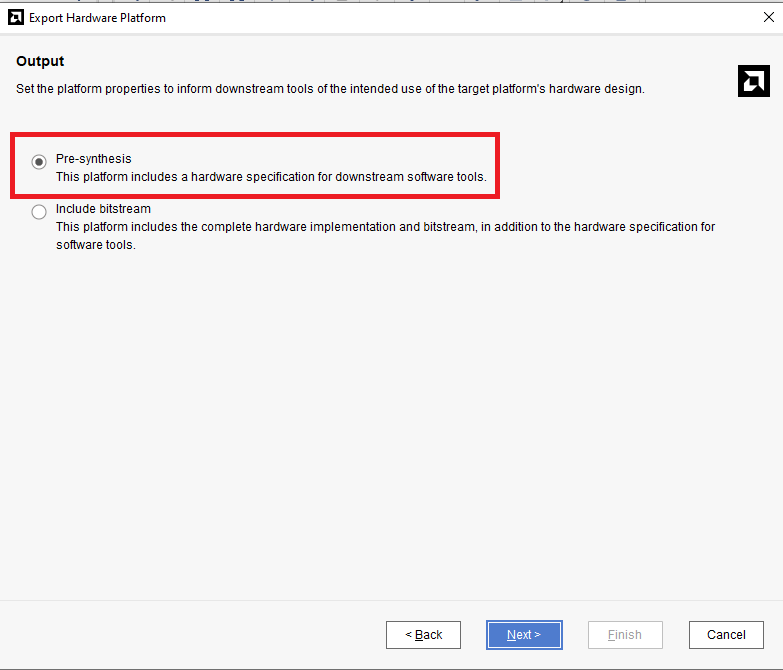 Export Hardware Platform
Output
Set the platform properties to inform downstream tools of the intended use of the target platform's hardware design.
Pre-synthesis
This platform includes a hardware specification for downstream software tools.
Include bitstream
This platform includes the complete hardware implementation and bitstream, in addition to the hardware specification for
software tools.
< Back
Next >
Finish
Cancel